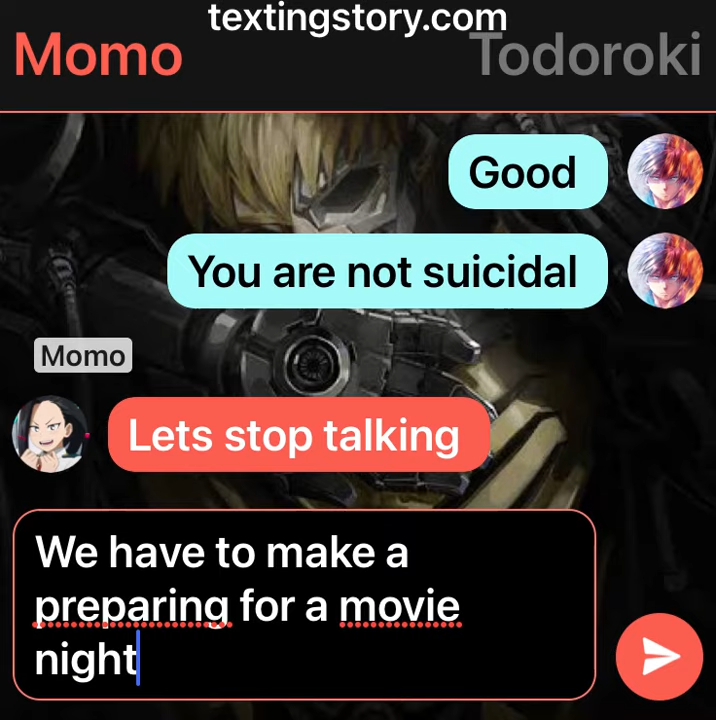 textingstory.com
Momo
Todoroki
Good
You are not suicidal
Momo
Lets stop talking
We have to make a
preparing for a movie
night